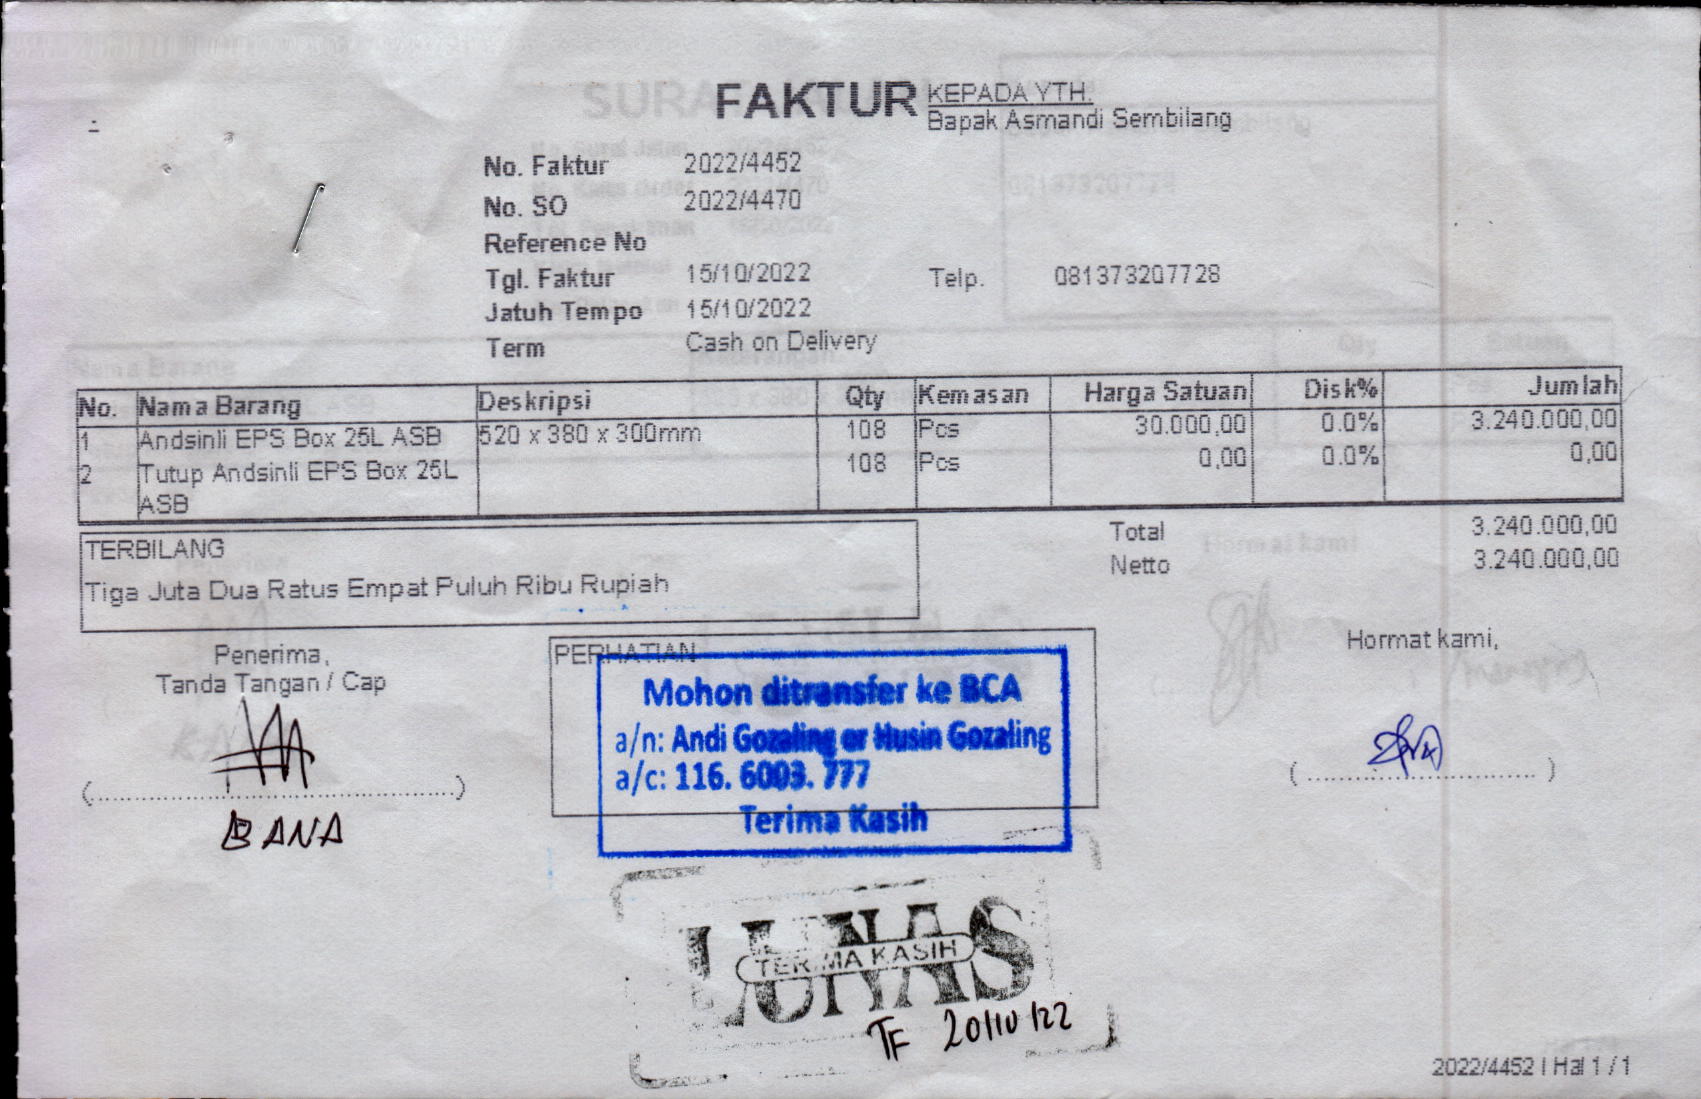 FAKTUR
KEPADA YTH.
Bapak Asmandi Sembilang
No. Faktur 2022/4452
No. SO 2022/4470
Reference No
Tgl. Faktur 15/10/2022 Telp. 081373207728
Jatuh Tempo 15/10/2022
Term Cash on Delivery
No. Nama Barang Deskripsi Qty Kemasan Harga Satuan Disk% Jumlah
1 Andsinli EPS Box 25L ASB 520 x 380 x 300mm 108 Pcs 30.000,00 0.0% 3.240.000,00
2 Tutup Andsinli EPS Box 25L 108 Pcs 0,00 0.0% 0,00
ASB
Total 3.240.000,00
Netto 3.240.000,00
TERBILANG
Tiga Juta Dua Ratus Empat Puluh Ribu Rupiah
Penerima,
Tanda Tangan / Cap
BANA
PERHATIAN
Mohon ditransfer ke BCA
a/n: Andi Gozaling or Husin Gozaling
a/c: 116. 6003. 777
Terima Kasih
Hormat kami,
LUNAS
TERIMA KASIH
TF 20/10/22
2022/4452 | Hal 1 / 1